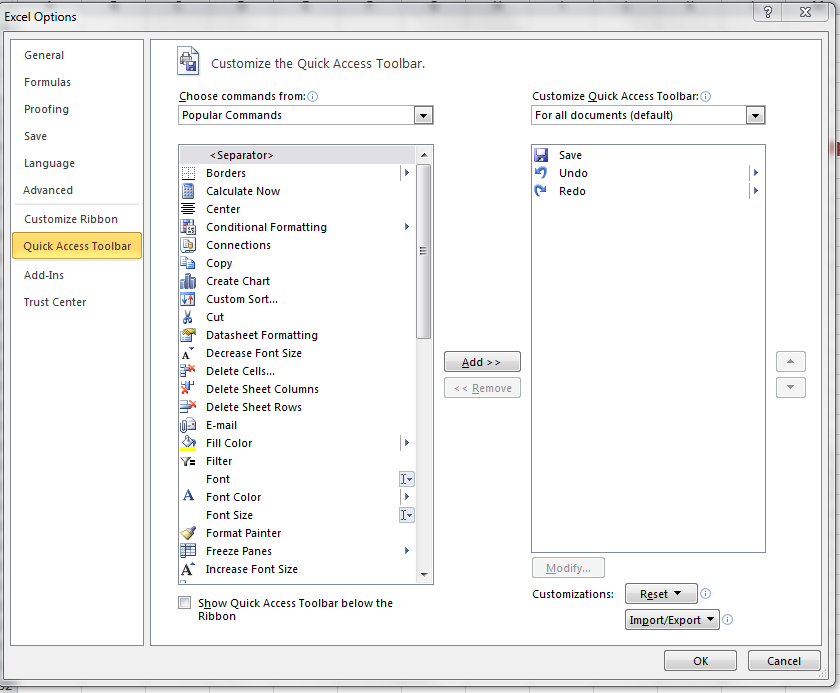 Excel Options
General
Formulas
Proofing
Save
Language
Advanced
Customize Ribbon
Quick Access Toolbar
Add-Ins
Trust Center
Customize the Quick Access Toolbar.
Choose commands from:
Popular Commands
<Separator>
Borders
Calculate Now
Center
Conditional Formatting
Connections
Copy
Create Chart
Custom Sort...
Cut
Datasheet Formatting
Decrease Font Size
Delete Cells...
Delete Sheet Columns
Delete Sheet Rows
E-mail
Fill Color
Filter
Font
Font Color
Font Size
Format Painter
Freeze Panes
Increase Font Size
Show Quick Access Toolbar below the
Ribbon
Add >>
<< Remove
Customize Quick Access Toolbar:
For all documents (default)
Save
Undo
Redo
Modify...
Customizations:
Reset
Import/Export
OK
Cancel